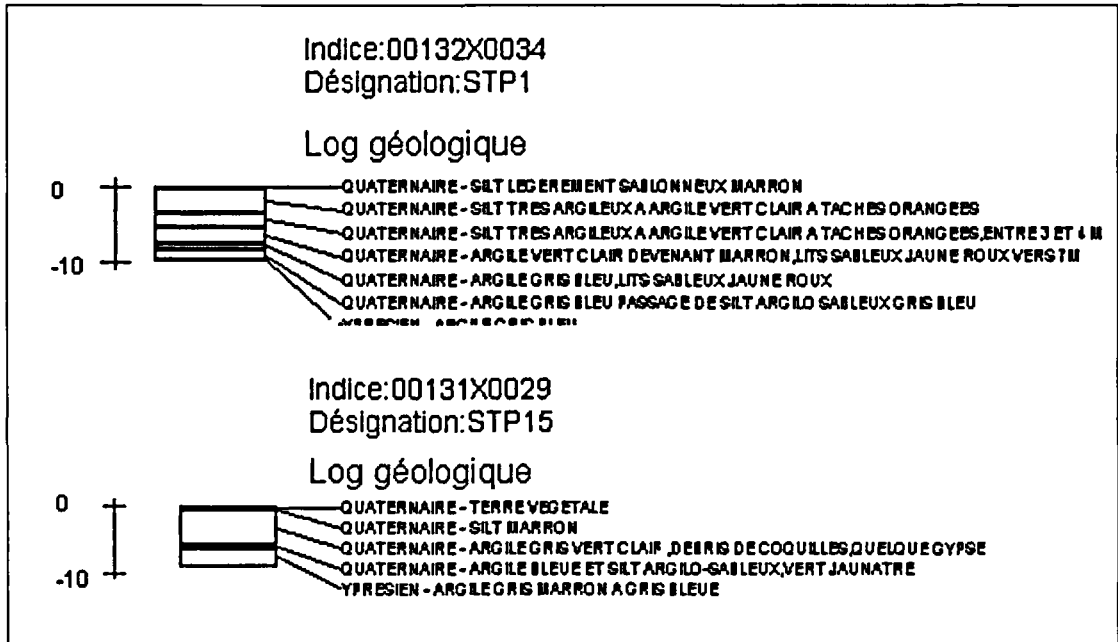 Indice:00132X0034
Désignation:STP1
Log géologique
0
-10
QUATERNAIRE - SILT LEGEREMENT SABLONNEUX MARRON
QUATERNAIRE - SILT TRES ARGILEUX A ARGILE VERT CLAIR A TACHES ORANGEES
QUATERNAIRE - SILT TRES ARGILEUX A ARGILE VERT CLAIR A TACHES ORANGEES, ENTRE 3 ET 4 M
QUATERNAIRE - ARGILE VERT CLAIR DEVENANT MARRON, LITS SABLEUX JAUNE ROUX VERS 7M
QUATERNAIRE - ARGILE GRIS BLEU, LITS SABLEUX JAUNE ROUX
QUATERNAIRE - ARGILE GRIS BLEU PASSAGE DE SILT ARGILO SABLEUX GRIS BLEU
YPRESIEN - ARGILE GRIS BLEU
Indice:00131X0029
Désignation:STP15
Log géologique
0
-10
QUATERNAIRE - TERRE VEGETALE
QUATERNAIRE - SILT MARRON
QUATERNAIRE - ARGILE GRIS VERT CLAIR , DEBRIS DE COQUILLES, QUELQUE GYPSE
QUATERNAIRE - ARGILE BLEUE ET SILT ARGILO-SABLEUX, VERT JAUNATRE
YPRESIEN - ARGILE GRIS MARRON A GRIS BLEUE